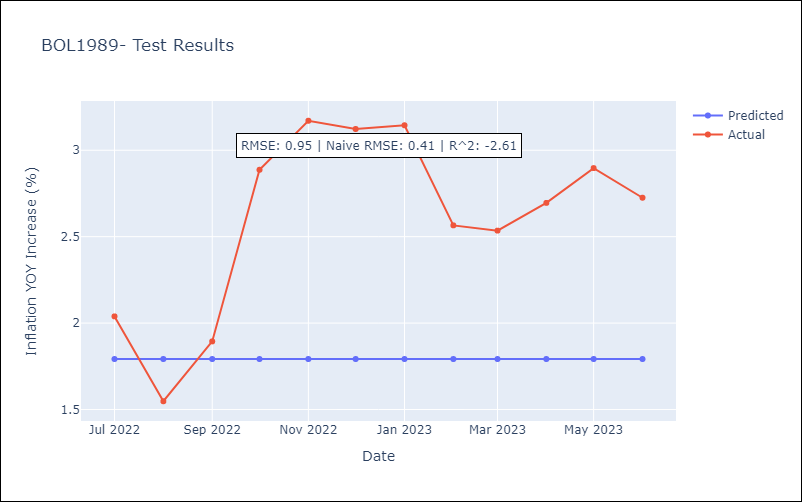 BOL1989- Test Results
Predicted
Actual
RMSE: 0.95 | Naive RMSE: 0.41 | R^2: -2.61
Inflation YOY Increase (%)
3
2.5
2
1.5
Jul 2022 Sep 2022 Nov 2022 Jan 2023 Mar 2023 May 2023
Date